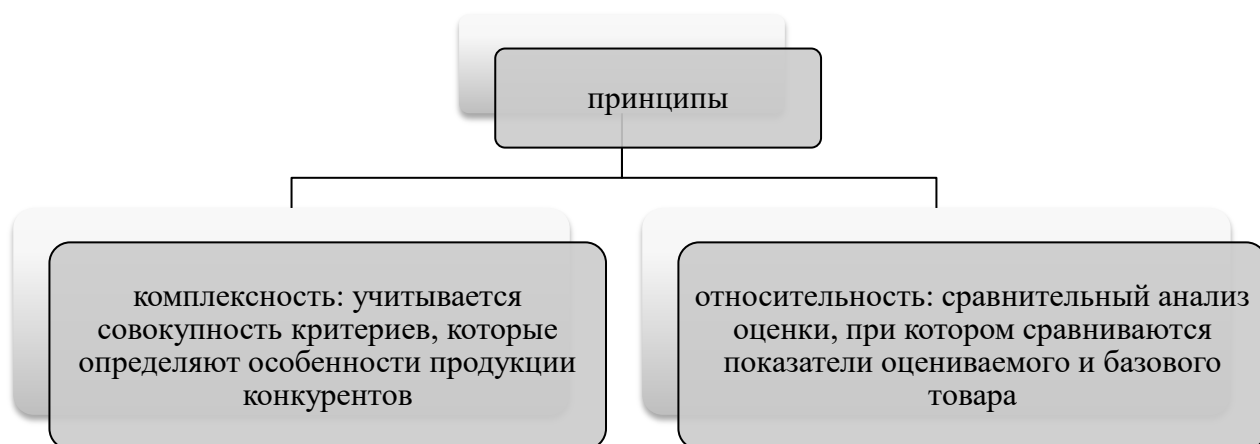 принципы
комплексность: учитывается
совокупность критериев, которые
определяют особенности продукции
конкурентов
относительность: сравнительный анализ
оценки, при котором сравниваются
показатели оцениваемого и базового
товара